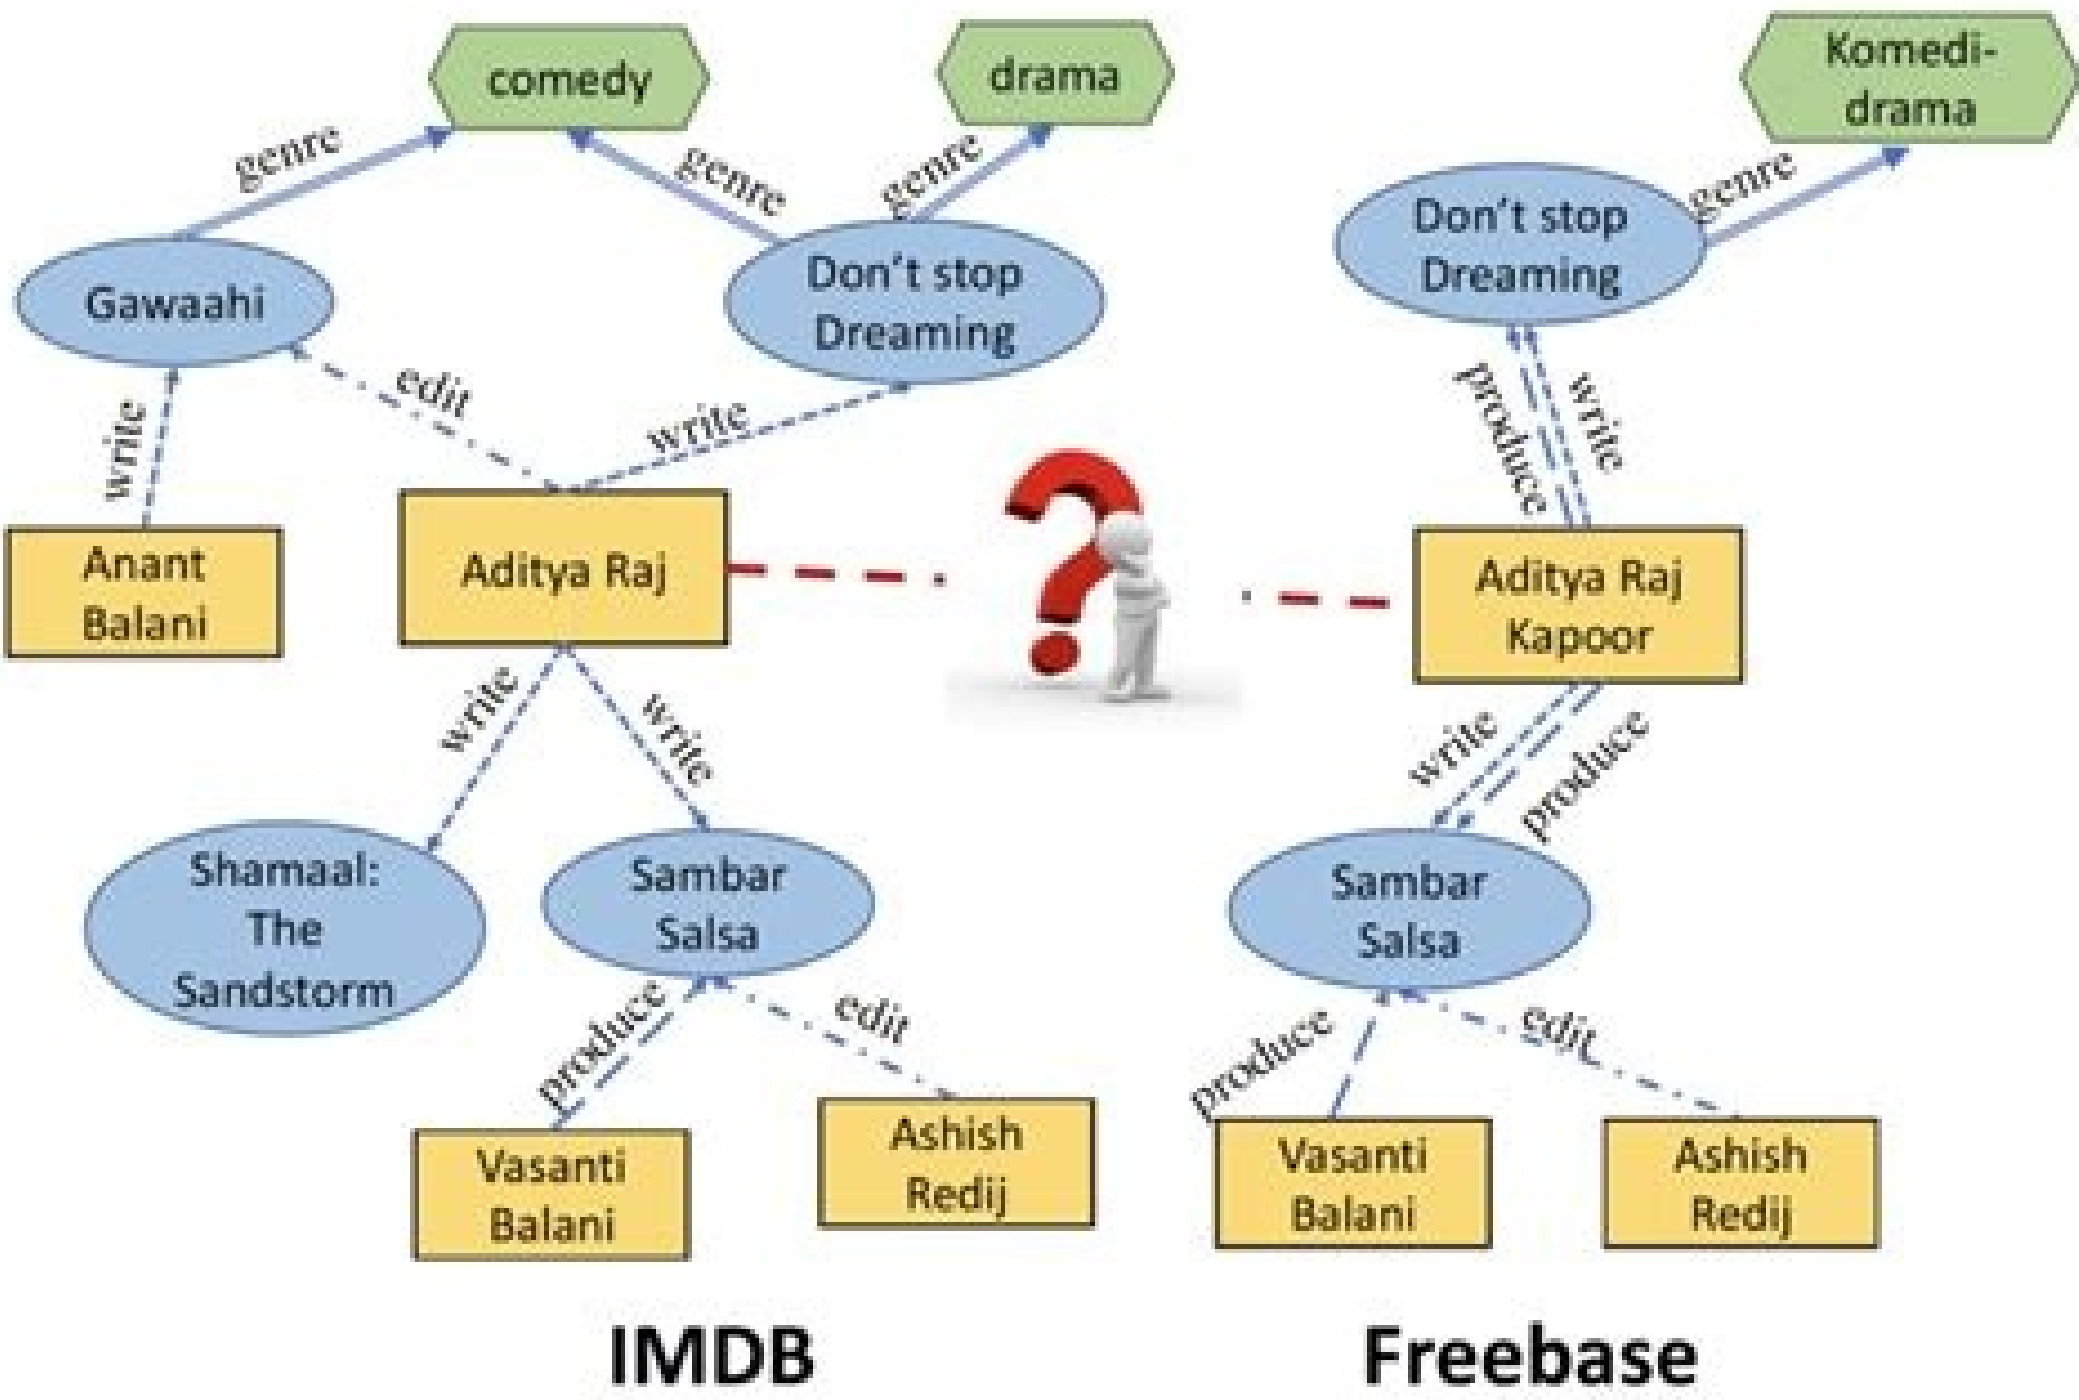 comedy
drama
Komedi-
drama
genre
genre
genre
genre
Don't stop
Dreaming
Gawaahi
Don't stop
Dreaming
write
edit
write
produce
write
Anant
Balani
Aditya Raj
?
Aditya Raj
Kapoor
write
write
write
produce
Shamaal:
The
Sandstorm
Sambar
Salsa
Sambar
Salsa
produce
edit
produce
edit
Vasanti
Balani
Ashish
Redij
Vasanti
Balani
Ashish
Redij
IMDB
Freebase